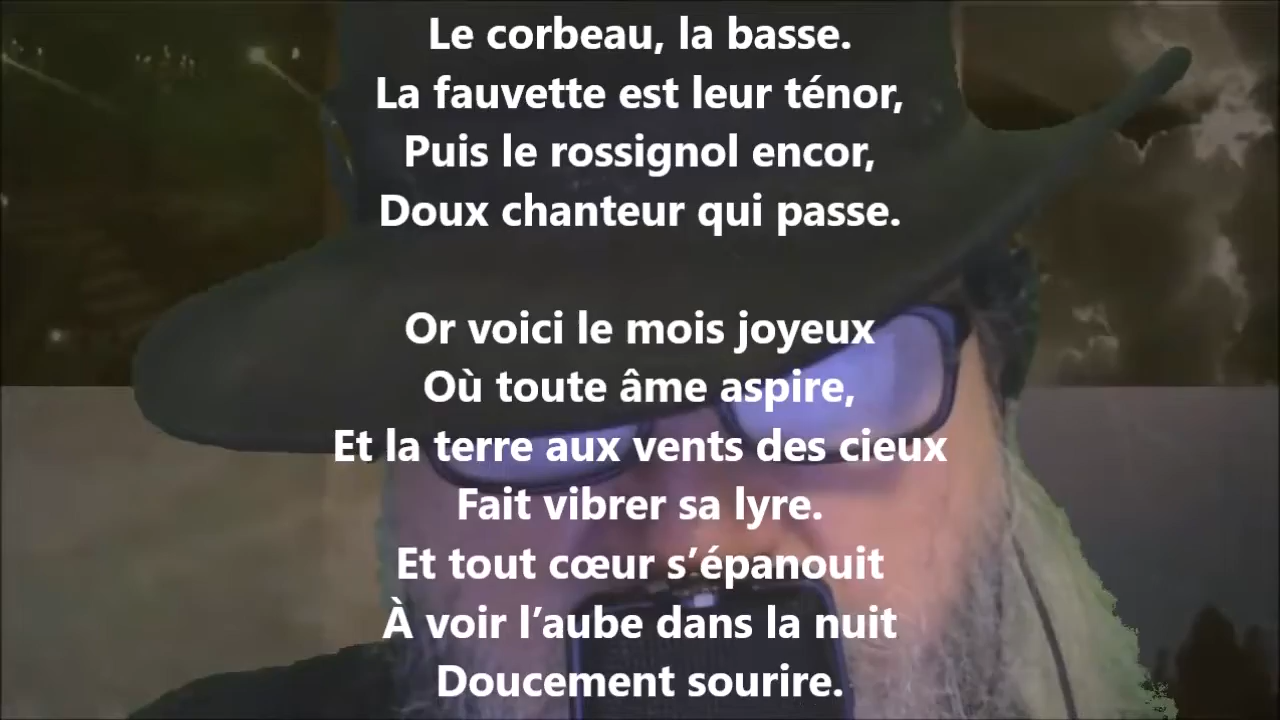 Le corbeau, la basse.
La fauvette est leur ténor,
Puis le rossignol encor,
Doux chanteur qui passe.
Or voici le mois joyeux
Où toute âme aspire,
Et la terre aux vents des cieux
Fait vibrer sa lyre.
Et tout cœur s’épanouit
À voir l’aube dans la nuit
Doucement sourire.